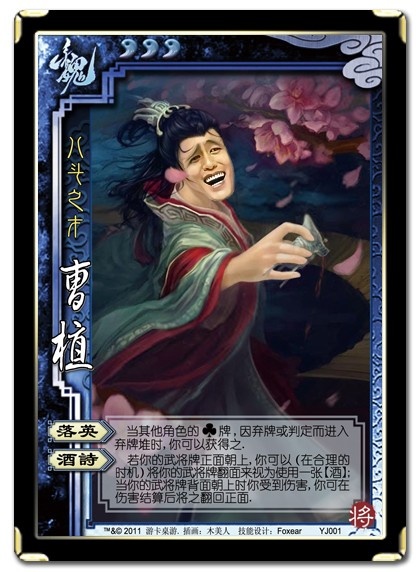 魏
八斗之才
曹植
落英
当其他角色的♣牌，因弃牌或判定而进入
弃牌堆时，你可以获得之.
酒詩
若你的武将牌正面朝上，你可以（在合理的
时机）将你的武将牌翻面来视为使用一张【酒】;
当你的武将牌背面朝上时你受到伤害，你可在
伤害结算后将之翻回正面.
将
™&© 2011 游卡桌游. 插画：木美人 技能设计：Foxear YJ001